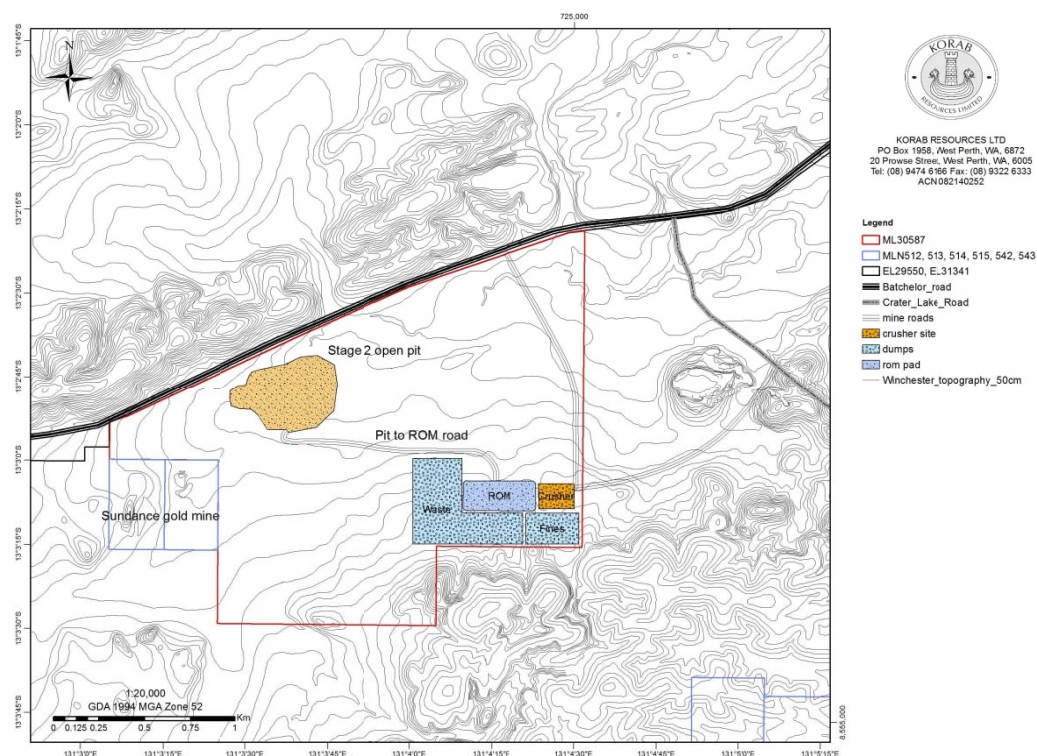 725,000
13°1'45"S
13°2'0"S
13°2'15"S
13°2'30"S
13°2'45"S
13°3'0"S
13°3'15"S
13°3'30"S
13°3'45"S
N
Stage 2 open pit
Pit to ROM road
ROM
Crusher
Waste
Fines
Sundance gold mine
1:20,000
GDA 1994 MGA Zone 52
Km
0 0.125 0.25 0.5 0.75 1
131°3'0"E
131°3'15"E
131°3'30"E
131°3'45"E
131°4'0"E
131°4'15"E
131°4'30"E
131°4'45"E
131°5'0"E
131°5'15"E
8,555,000
KORAB
RESOURCES LIMITED
KORAB RESOURCES LTD
PO Box 1958, West Perth, WA, 6872
20 Prowse Street, West Perth, WA, 6005
Tel: (08) 9474 6166 Fax: (08) 9322 6333
ACN 082140252
Legend
ML30587
MLN512, 513, 514, 515, 542, 543
EL29550, EL31341
Batchelor_road
Crater_Lake_Road
mine roads
crusher site
dumps
rom pad
Winchester_topography_50cm